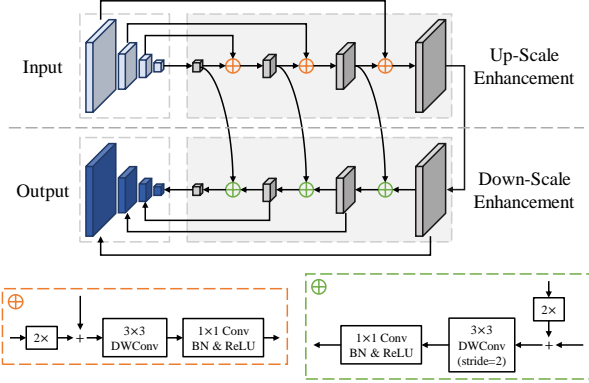 Input
Up-Scale
Enhancement
Output
Down-Scale
Enhancement
2×
+
3×3
DWConv
1×1 Conv
BN & ReLU
2×
1×1 Conv
BN & ReLU
3×3
DWConv
(stride=2)
+